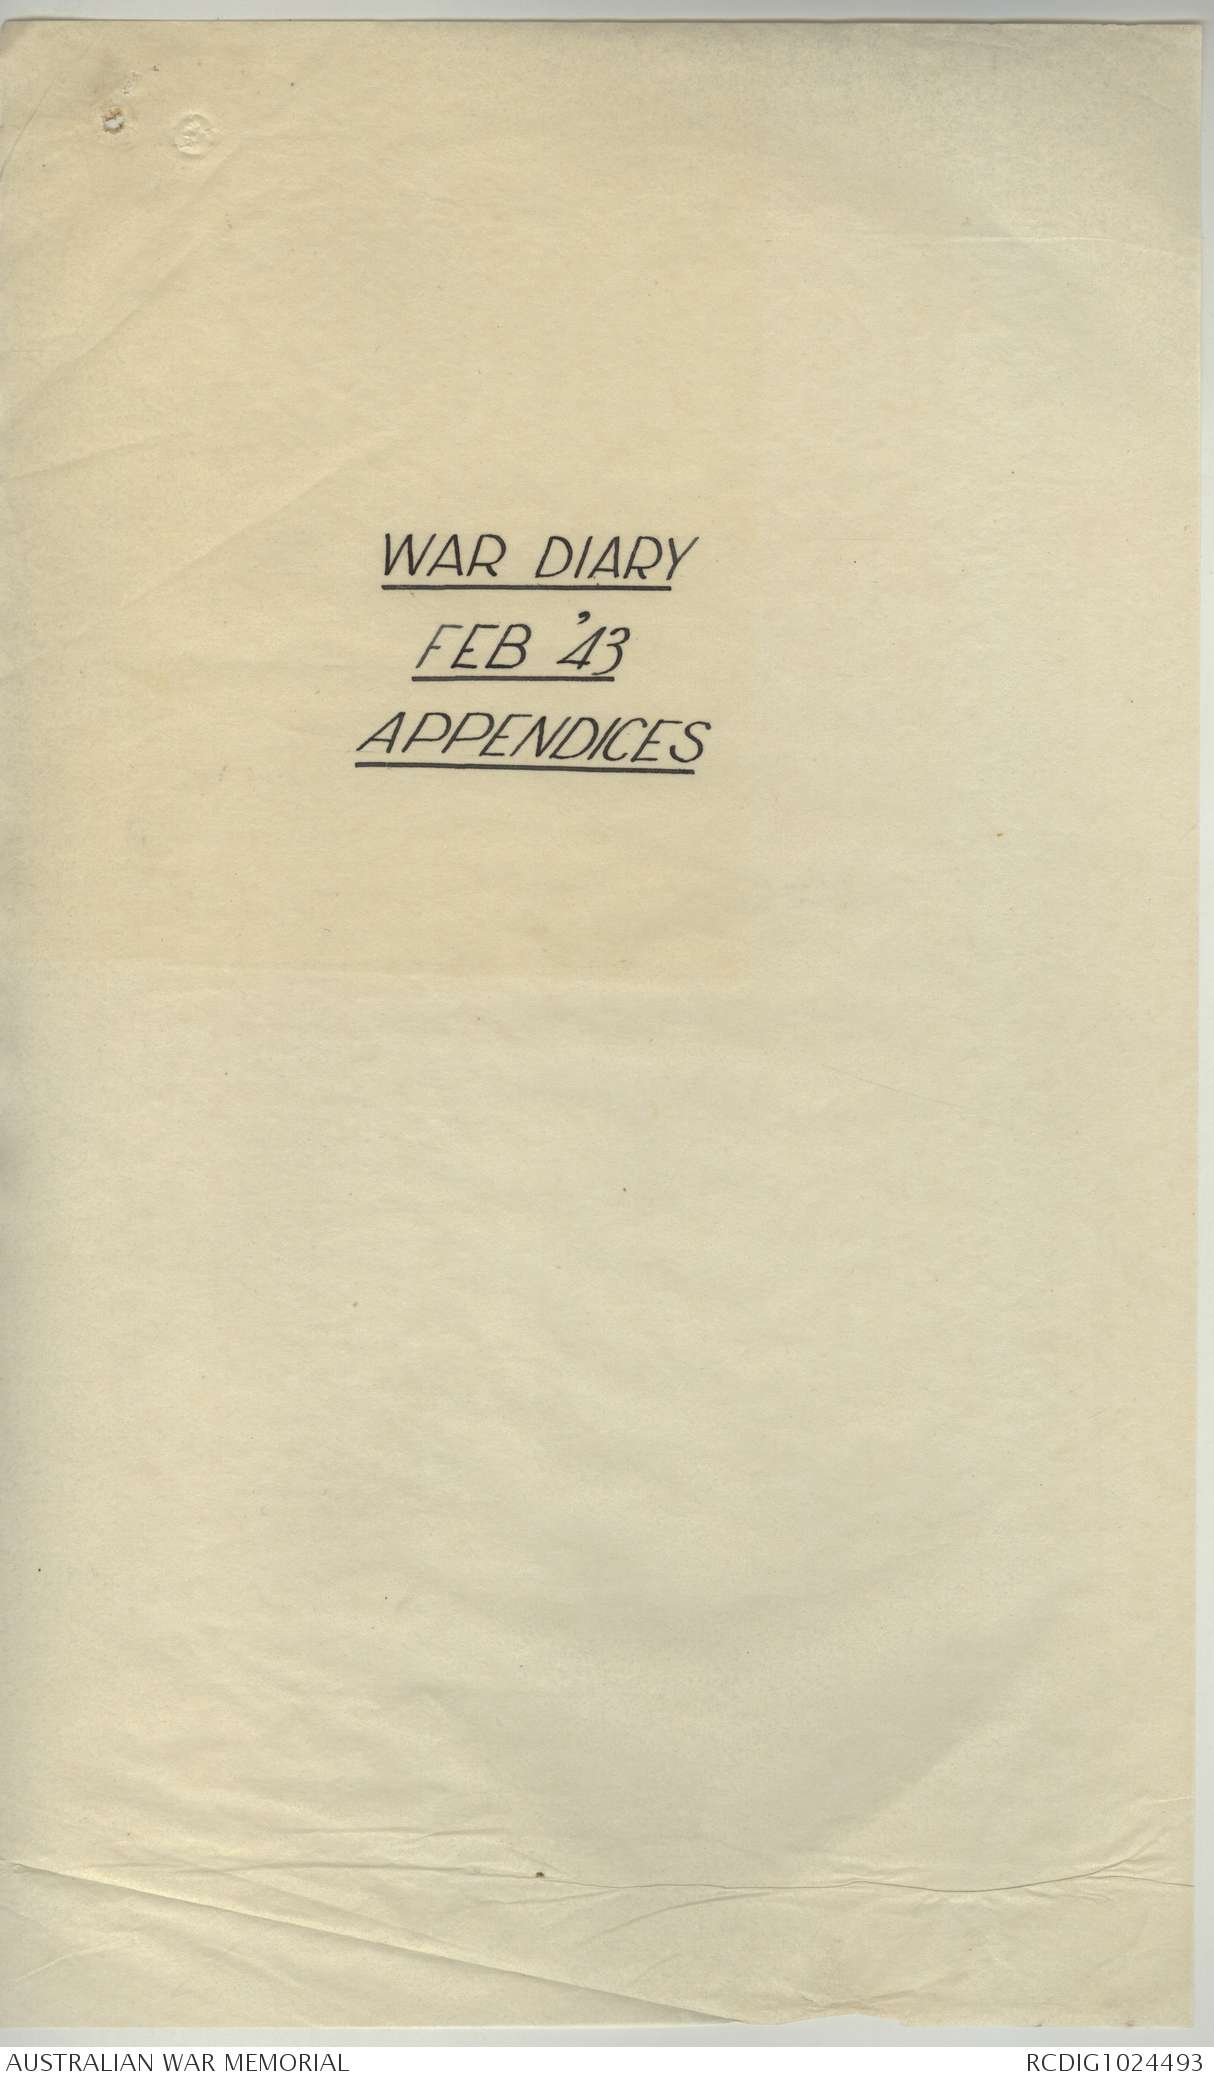 WAR DIARY
FEB '43
APPENDICES
AUSTRALIAN WAR MEMORIAL
RCDIG1024493